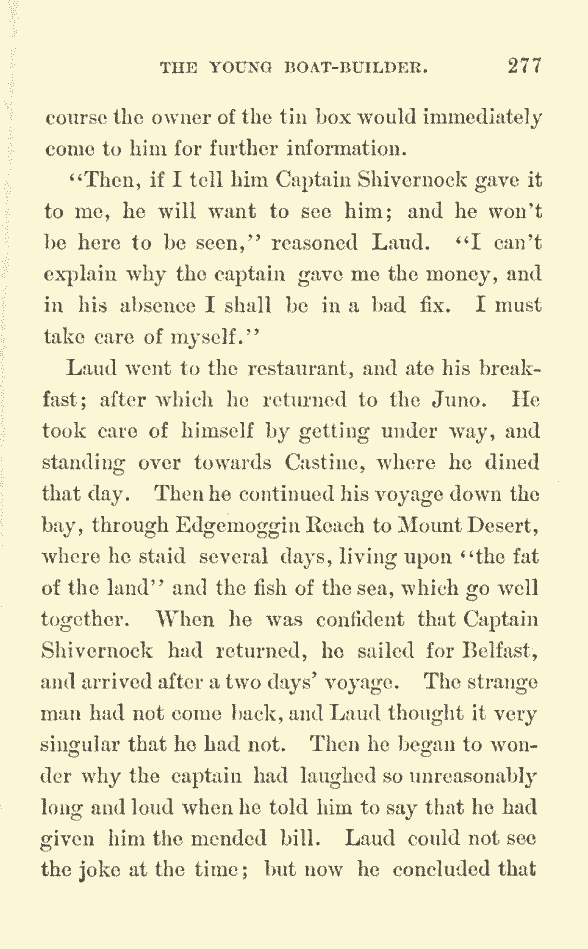 THE YOUNG BOAT-BUILDER. 277
course the owner of the tin box would immediately
come to him for further information.
"Then, if I tell him Captain Shivernock gave it
to me, he will want to see him; and he won't
be here to be seen," reasoned Laud. "I can't
explain why the captain gave me the money, and
in his absence I shall be in a bad fix. I must
take care of myself."
Laud went to the restaurant, and ate his break-
fast; after which he returned to the Juno. He
took care of himself by getting under way, and
standing over towards Castine, where he dined
that day. Then he continued his voyage down the
bay, through Edgemoggin Reach to Mount Desert,
where he staid several days, living upon "the fat
of the land" and the fish of the sea, which go well
together. When he was confident that Captain
Shivernock had returned, he sailed for Belfast,
and arrived after a two days' voyage. The strange
man had not come back, and Laud thought it very
singular that he had not. Then he began to won-
der why the captain had laughed so unreasonably
long and loud when he told him to say that he had
given him the mended bill. Laud could not see
the joke at the time; but now he concluded that